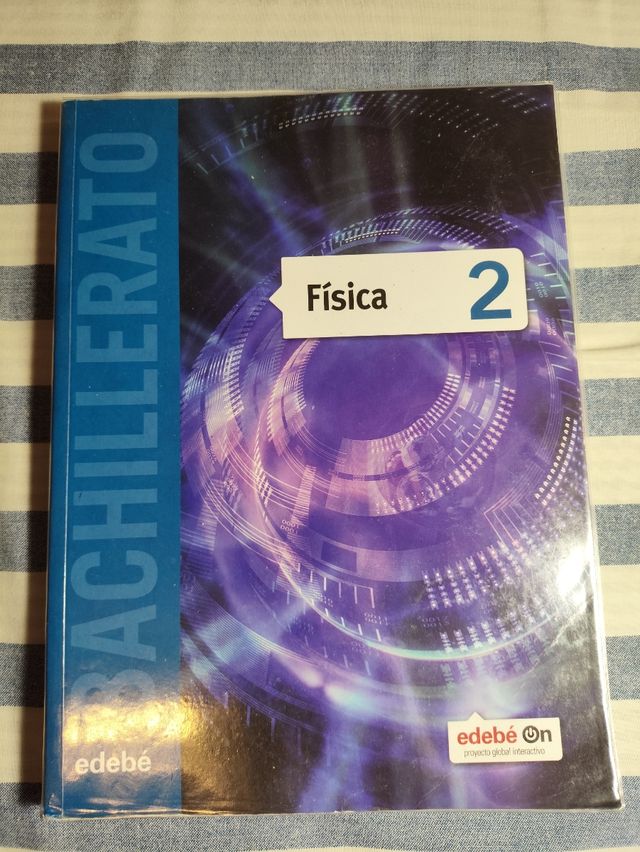 BACHILLERATO
Física 2
edebé On
proyecto global interactivo
edebé